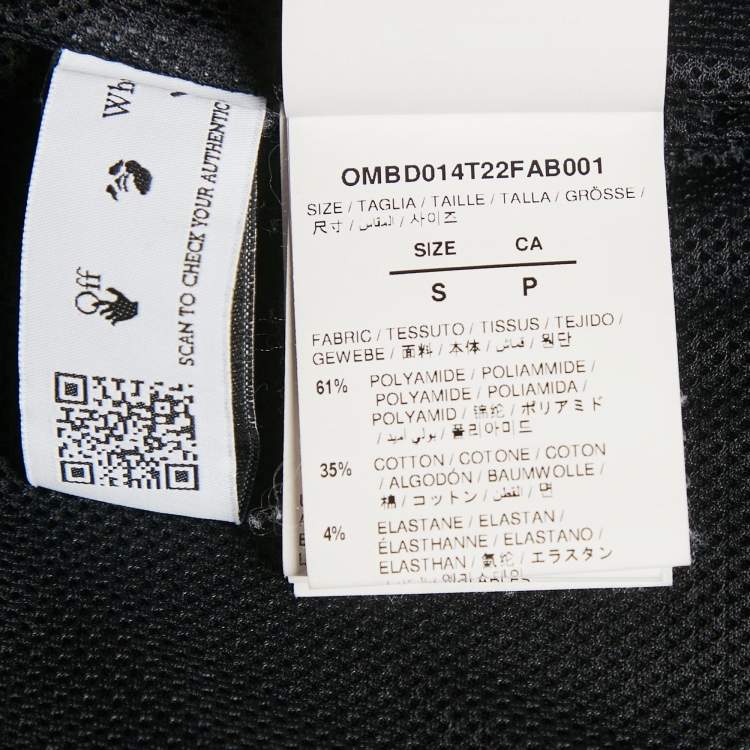 Off
Wh
SCAN TO CHECK YOUR AUTHENTIC
OMBD014T22FAB001
SIZE / TAGLIA / TAILLE / TALLA / GRÖSSE /
尺寸 / المقاس / 사이즈
SIZE CA
S P
FABRIC / TESSUTO / TISSUS / TEJIDO /
GEWEBE / 面料 / 本体 / قماش / 원단
61% POLYAMIDE / POLIAMMIDE /
POLYAMIDE / POLIAMIDA /
POLYAMID / 锦纶 / ポリアミド
/ بولي أميد / 폴리아미드
35% COTTON / COTONE / COTON
/ ALGODÓN / BAUMWOLLE /
棉 / コットン / القطن / 면
4% ELASTANE / ELASTAN /
ÉLASTHANNE / ELASTANO /
ELASTHAN / 氨纶 / エラスタン